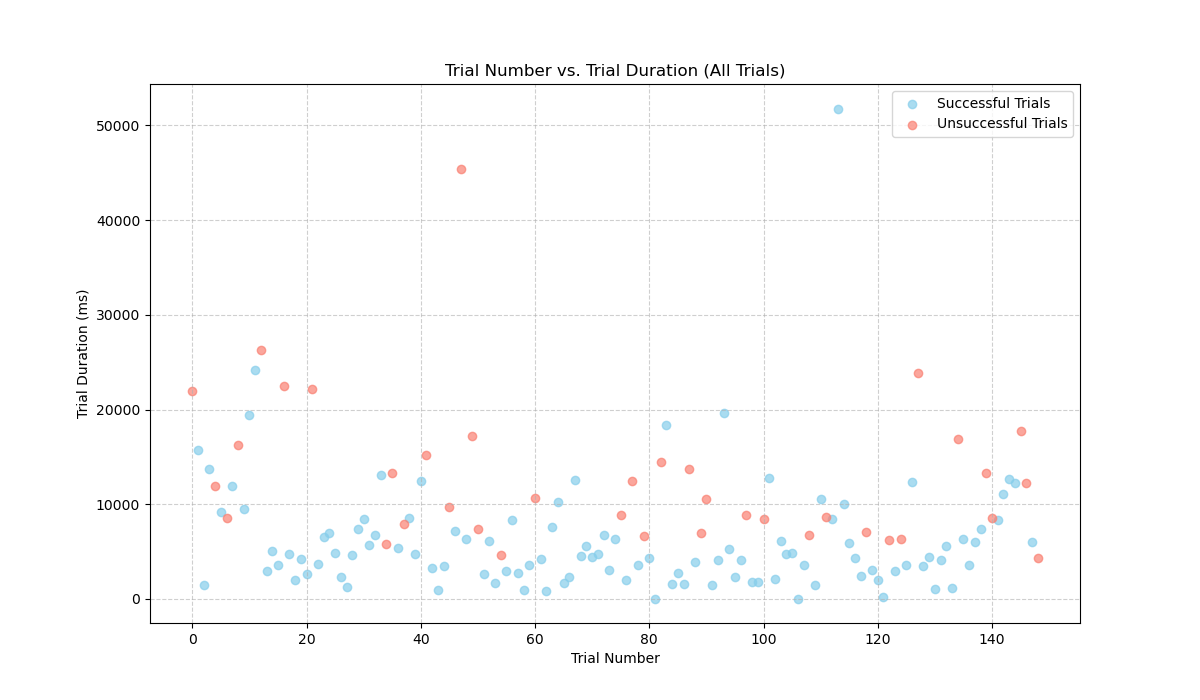 Trial Number vs. Trial Duration (All Trials)
Successful Trials
Unsuccessful Trials
Trial Duration (ms)
50000
40000
30000
20000
10000
0
0 20 40 60 80 100 120 140
Trial Number